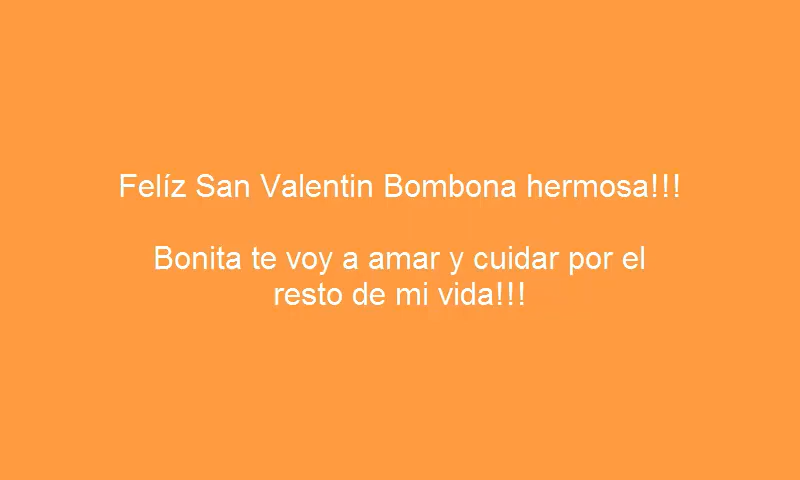 Felíz San Valentin Bombona hermosa!!!
Bonita te voy a amar y cuidar por el
resto de mi vida!!!